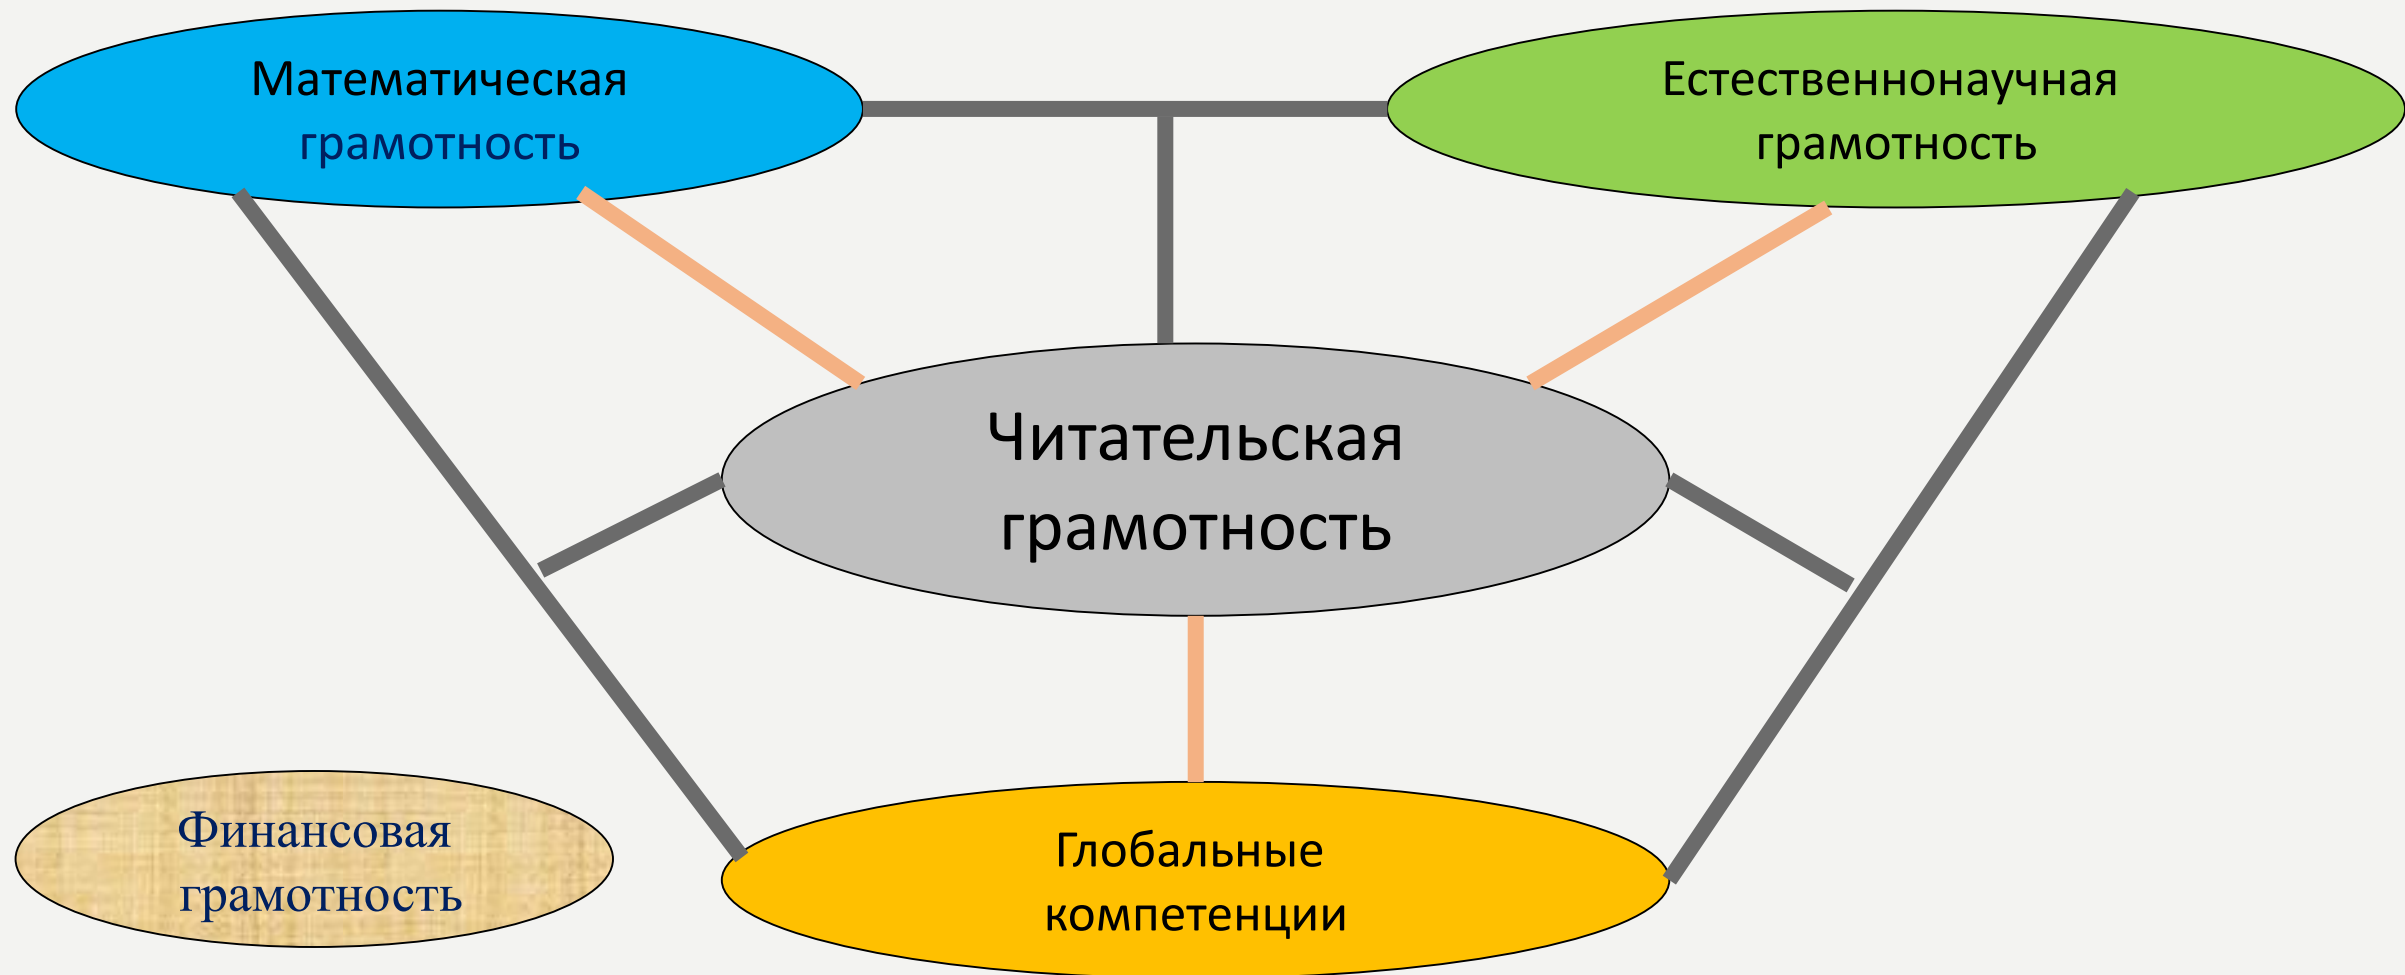 Математическая
грамотность
Естественнонаучная
грамотность
Читательская
грамотность
Финансовая
грамотность
Глобальные
компетенции